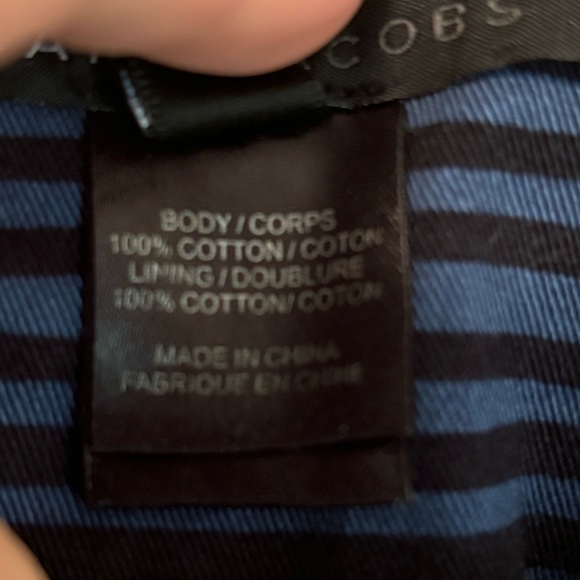 COBS
BODY / CORPS
100% COTTON / COTON
LINING / DOUBLURE
100% COTTON / COTON
MADE IN CHINA
FABRIQUE EN CHINE